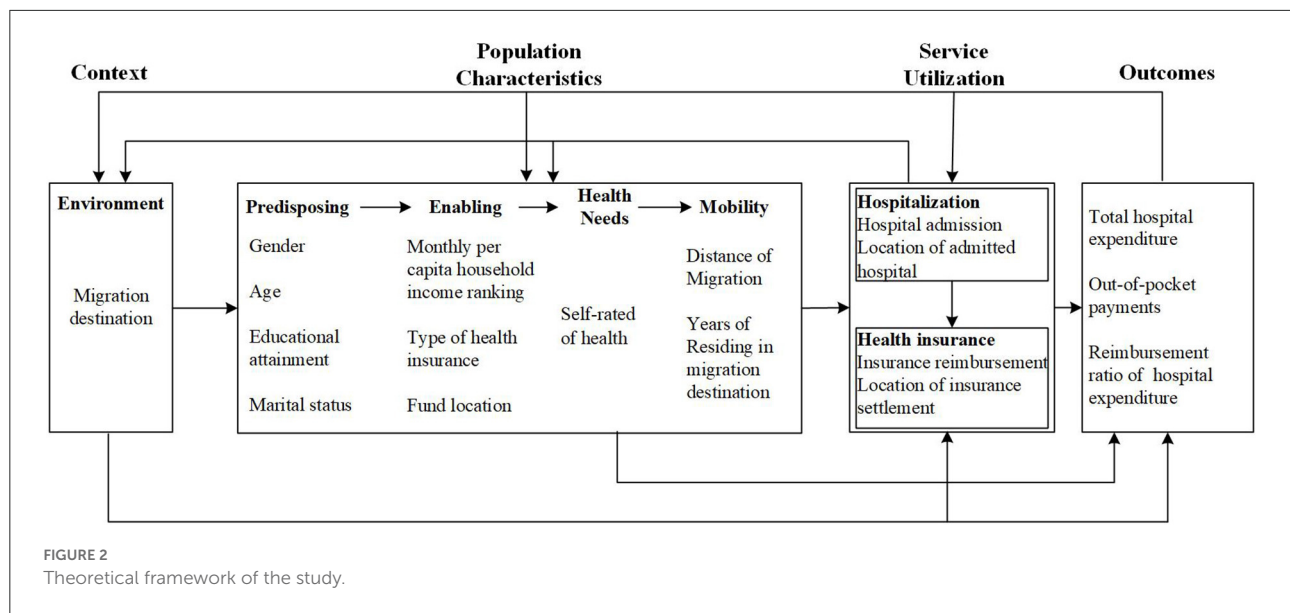 Context
Population
Characteristics
Service
Utilization
Outcomes
Environment
Migration
destination
Predisposing
Gender
Age
Educational
attainment
Marital status
Enabling
Monthly per
capita household
income ranking
Type of health
insurance
Fund location
Health
Needs
Self-rated
of health
Mobility
Distance of
Migration
Years of
Residing in
migration
destination
Hospitalization
Hospital admission
Location of admitted
hospital
Health insurance
Insurance reimbursement
Location of insurance
settlement
Total hospital
expenditure
Out-of-pocket
payments
Reimbursement
ratio of hospital
expenditure
FIGURE 2
Theoretical framework of the study.